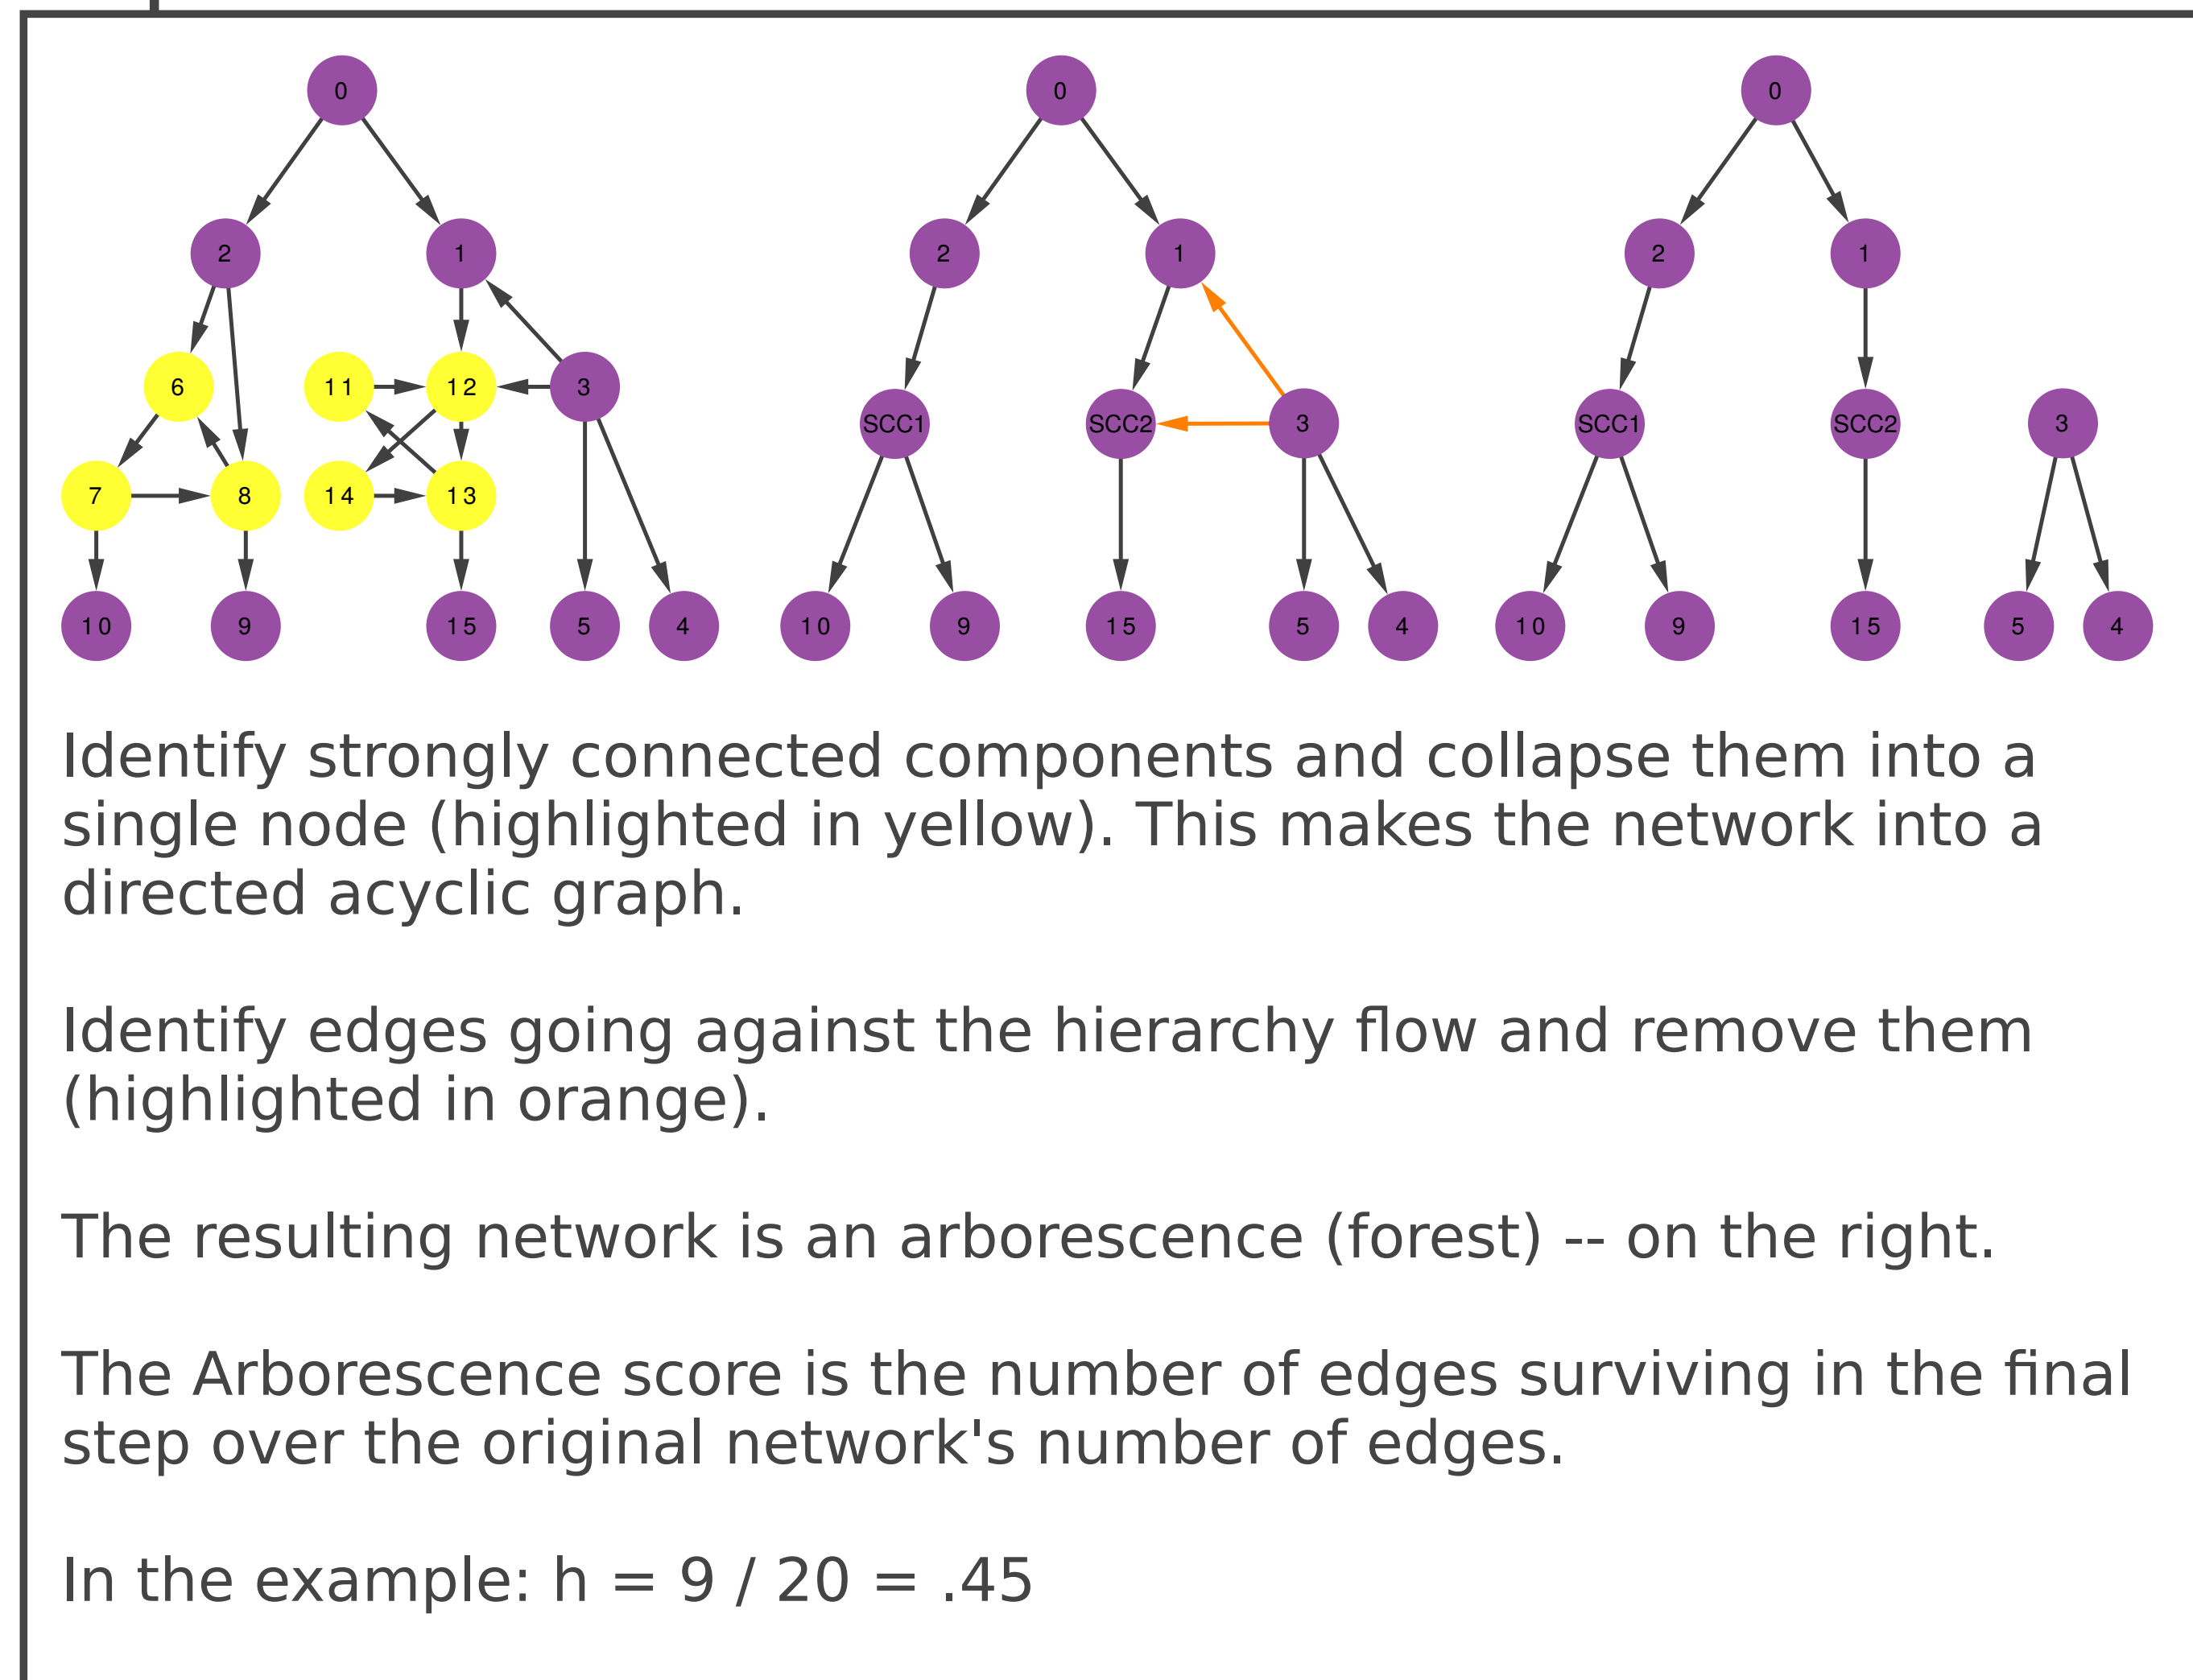 0 0 0
2 1 2 1 2 1
6 11 12 3 SCC1 SCC2 3 SCC1 SCC2 3
7 8 14 13
10 9 15 5 4 10 9 15 5 4 10 9 15 5 4
Identify strongly connected components and collapse them into a
single node (highlighted in yellow). This makes the network into a
directed acyclic graph.
Identify edges going against the hierarchy flow and remove them
(highlighted in orange).
The resulting network is an arborescence (forest) -- on the right.
The Arborescence score is the number of edges surviving in the final
step over the original network's number of edges.
In the example: h = 9 / 20 = .45